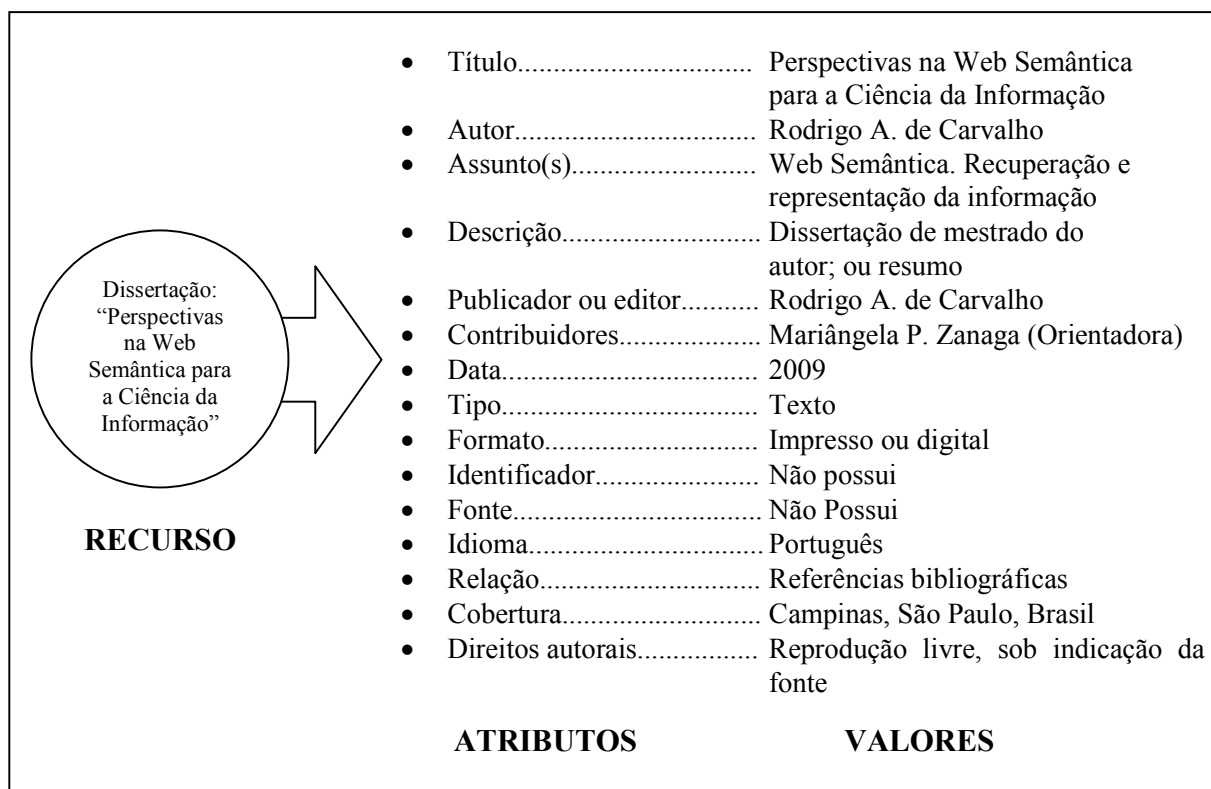 • Título............................... Perspectivas na Web Semântica
para a Ciência da Informação
• Autor................................ Rodrigo A. de Carvalho
• Assunto(s)........................ Web Semântica. Recuperação e
representação da informação
• Descrição.......................... Dissertação de mestrado do
autor; ou resumo
• Publicador ou editor........... Rodrigo A. de Carvalho
• Contribuidores................... Mariângela P. Zanaga (Orientadora)
• Data.................................. 2009
• Tipo.................................. Texto
• Formato............................ Impresso ou digital
• Identificador...................... Não possui
• Fonte................................. Não Possui
• Idioma............................... Português
• Relação............................. Referências bibliográficas
• Cobertura.......................... Campinas, São Paulo, Brasil
• Direitos autorais................ Reprodução livre, sob indicação da
fonte
Dissertação:
“Perspectivas
na Web
Semântica para
a Ciência da
Informação”
RECURSO
ATRIBUTOS VALORES